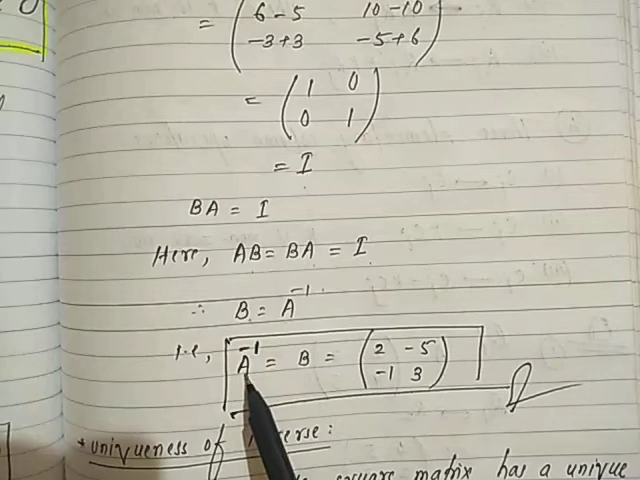 = ( 6-5 10-10
-3+3 -5+6 )
= ( 1 0
0 1 )
= I
BA = I
Here, AB = BA = I
∴ B = A⁻¹.
i.e, A⁻¹ = B = ( 2 -5
-1 3 )
* uniqueness of
square matrix has a unique